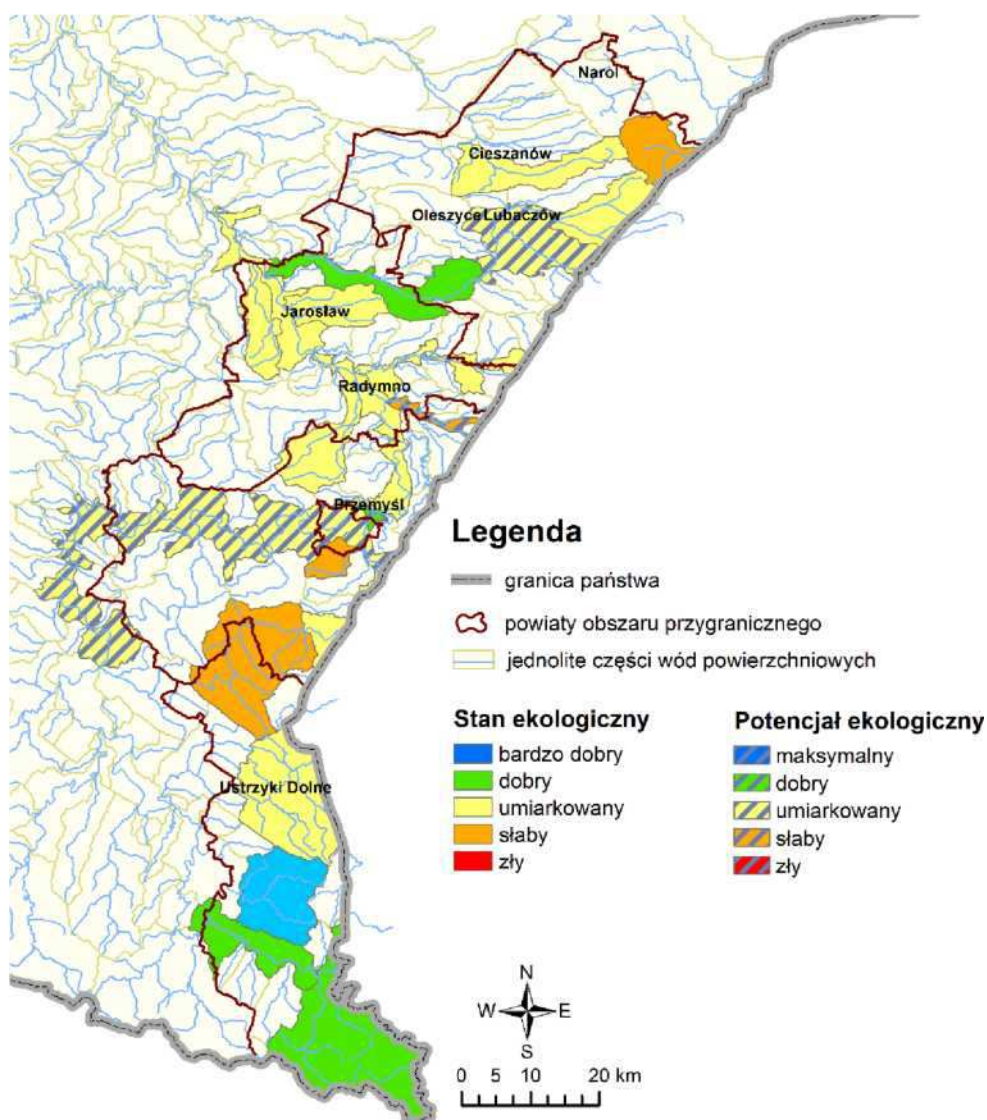 Narol
Cieszanów
Oleszyce Lubaczów
Jarosław
Radymno
Przemyśl
Ustrzyki Dolne
Legenda
granica państwa
powiaty obszaru przygranicznego
jednolite części wód powierzchniowych
Stan ekologiczny
bardzo dobry
dobry
umiarkowany
słaby
zły
Potencjał ekologiczny
maksymalny
dobry
umiarkowany
słaby
zły
N
W E
S
0 5 10 20 km